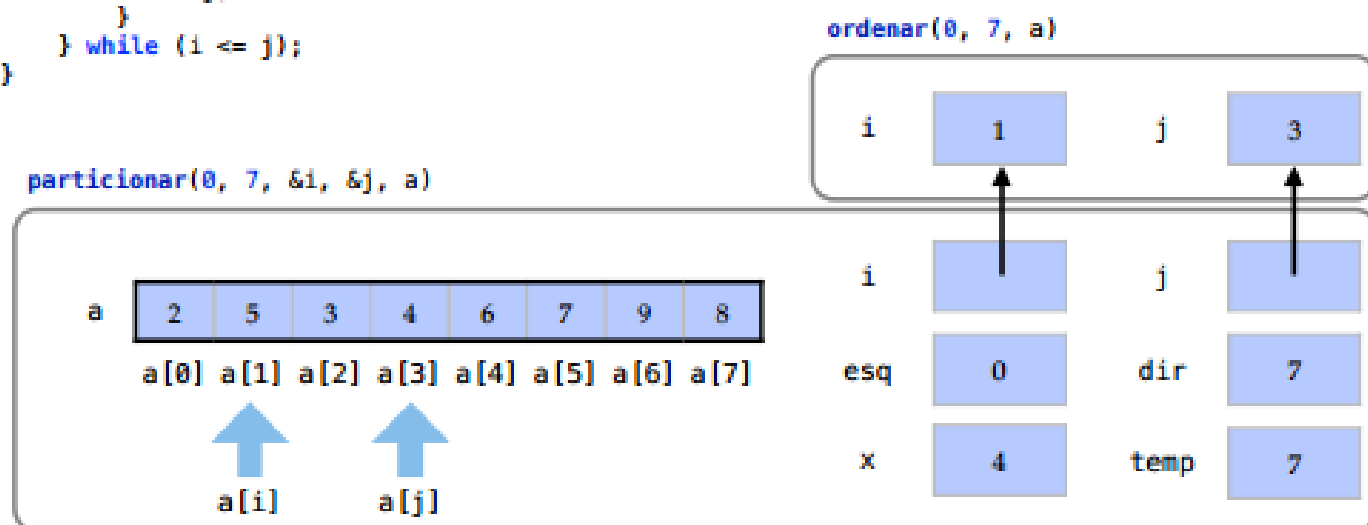 }
} while (i <= j);
}
ordenar(0, 7, a)
i 1 j 3
particionar(0, 7, &i, &j, a)
i j
a 2 5 3 4 6 7 9 8
a[0] a[1] a[2] a[3] a[4] a[5] a[6] a[7]
esq 0 dir 7
x 4 temp 7
a[i] a[j]